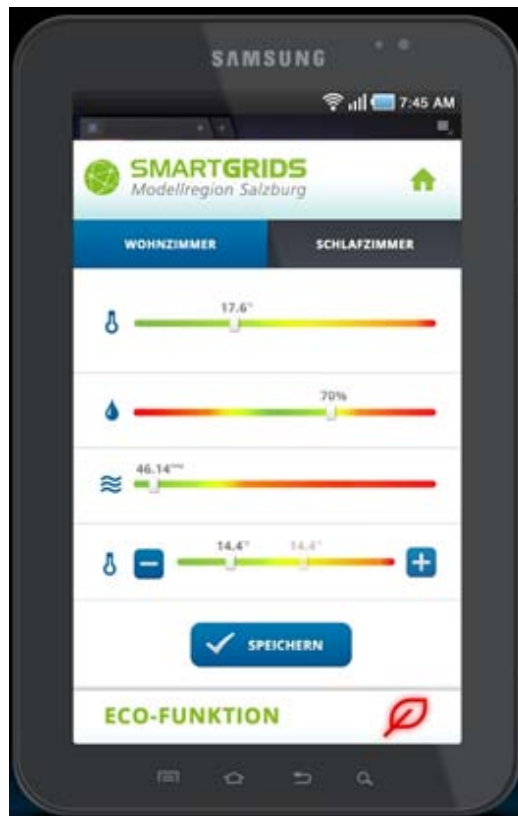 SAMSUNG
7:45 AM
SMARTGRIDS
Modellregion Salzburg
WOHNZIMMER SCHLAFZIMMER
17.6°
70%
46.14
14.4° 14.4°
SPEICHERN
ECO-FUNKTION